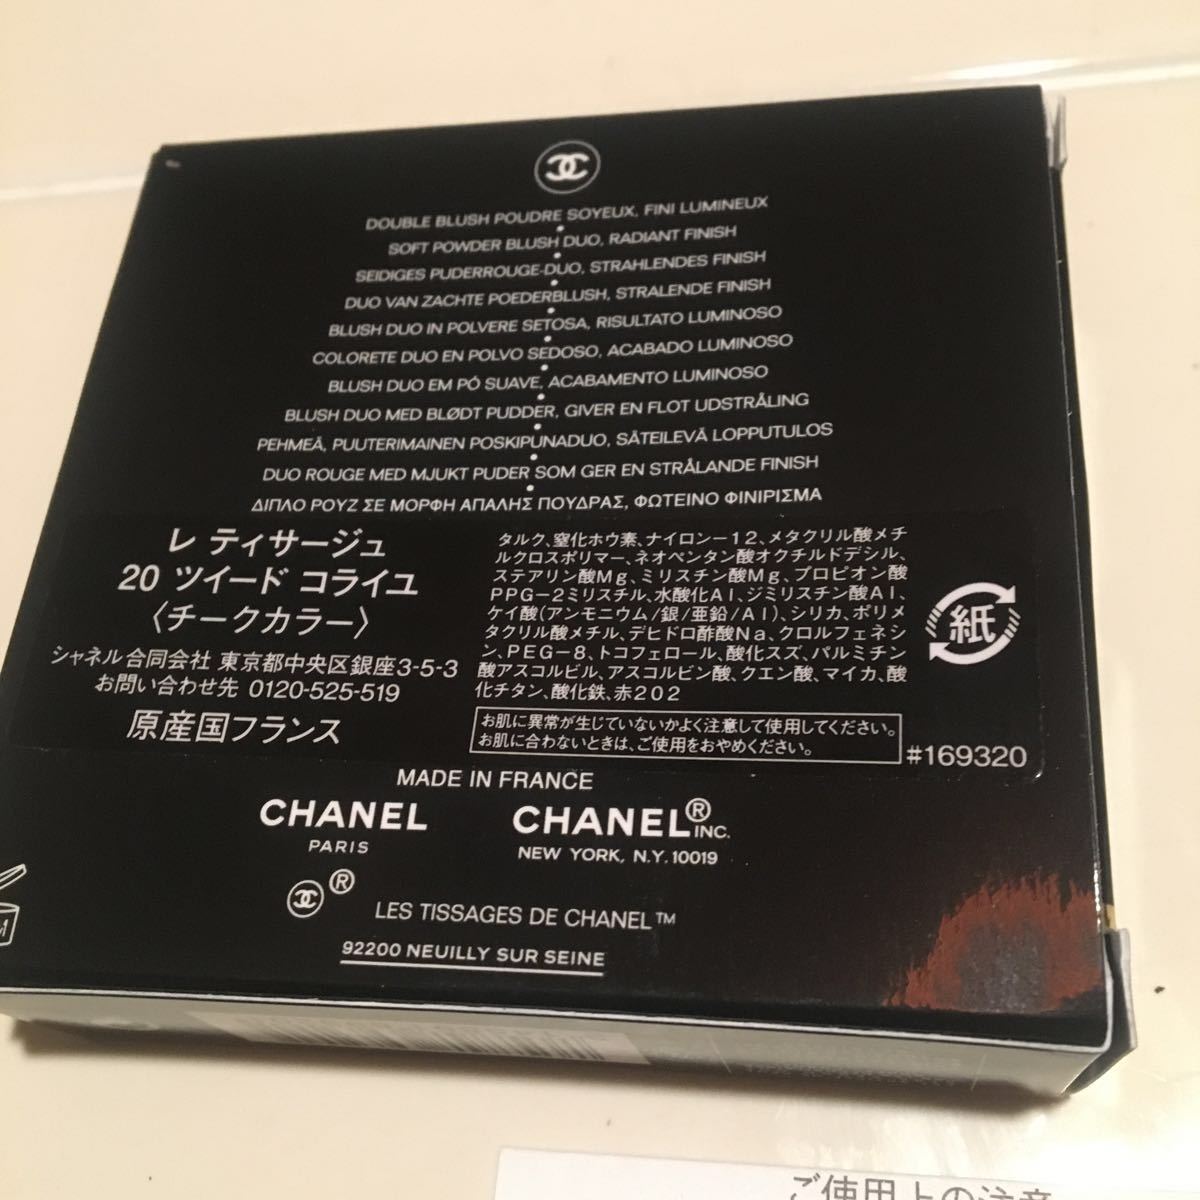 DOUBLE BLUSH POUDRE SOYEUX, FINI LUMINEUX
SOFT POWDER BLUSH DUO, RADIANT FINISH
SEIDIGES PUDERROUGE-DUO, STRAHLENDES FINISH
DUO VAN ZACHTE POEDERBLUSH, STRALENDE FINISH
BLUSH DUO IN POLVERE SETOSA, RISULTATO LUMINOSO
COLORETE DUO EN POLVO SEDOSO, ACABADO LUMINOSO
BLUSH DUO EM PÓ SUAVE, ACABAMENTO LUMINOSO
BLUSH DUO MED BLØDT PUDDER, GIVER EN FLOT UDSTRÅLING
PEHMEÄ, PUUTERIMAINEN POSKIPUNADUO, SÄTEILEVÄ LOPPUTULOS
DUO ROUGE MED MJUKT PUDER SOM GER EN STRÅLANDE FINISH
ΔΙΠΛΟ ΡΟΥΖ ΣΕ ΜΟΡΦΗ ΑΠΑΛΗΣ ΠΟΥΔΡΑΣ, ΦΩΤΕΙΝΟ ΦΙΝΙΡΙΣΜΑ
レ ティサージュ
20 ツイード コライユ
〈チークカラー〉
シャネル合同会社 東京都中央区銀座3-5-3
お問い合わせ先 0120-525-519
原産国フランス
タルク、窒化ホウ素、ナイロン－12、メタクリル酸メチ
ルクロスポリマー、ネオペンタン酸オクチルドデシル、
ステアリン酸Mg、ミリスチン酸Mg、プロピオン酸
PPG－2ミリスチル、水酸化Al、ジミリスチン酸Al、
ケイ酸(アンモニウム/銀/亜鉛/Al)、シリカ、ポリメ
タクリル酸メチル、デヒドロ酢酸Na、クロルフェネシ
ン、PEG－8、トコフェロール、酸化スズ、パルミチン
酸アスコルビル、アスコルビン酸、クエン酸、マイカ、酸
化チタン、酸化鉄、赤202
紙
お肌に異常が生じていないかよく注意して使用してください。
お肌に合わないときは、ご使用をおやめください。
#169320
MADE IN FRANCE
CHANEL
PARIS
CHANEL® INC.
NEW YORK, N.Y. 10019
®
LES TISSAGES DE CHANEL™
92200 NEUILLY SUR SEINE
ご使用上の注意